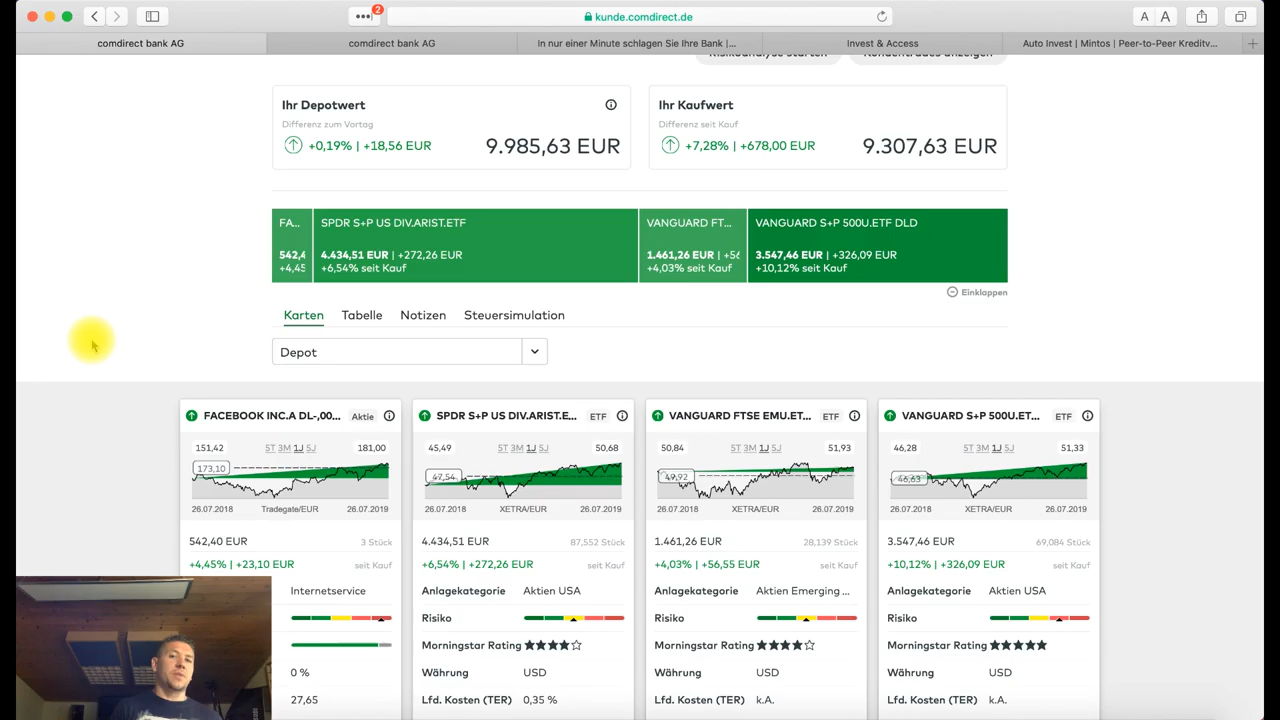 2
kunde.comdirect.de
A A
comdirect bank AG
comdirect bank AG
In nur einer Minute schlagen Sie Ihre Bank |...
Invest & Access
Auto Invest | Mintos | Peer-to-Peer Kreditv...
Risikoanalyse starten
Kundentrades anzeigen
Ihr Depotwert
Differenz zum Vortag
+0,19% | +18,56 EUR
9.985,63 EUR
Ihr Kaufwert
Differenz seit Kauf
+7,28% | +678,00 EUR
9.307,63 EUR
FA...
542,4
+4,45
SPDR S+P US DIV.ARIST.ETF
4.434,51 EUR | +272,26 EUR
+6,54% seit Kauf
VANGUARD FT...
1.461,26 EUR | +56
+4,03% seit Kauf
VANGUARD S+P 500U.ETF DLD
3.547,46 EUR | +326,09 EUR
+10,12% seit Kauf
Einklappen
Karten Tabelle Notizen Steuersimulation
Depot
FACEBOOK INC.A DL-,00... Aktie
151,42 5T 3M 1J 5J 181,00
173,10
26.07.2018 Tradegate/EUR 26.07.2019
542,40 EUR 3 Stück
+4,45% | +23,10 EUR seit Kauf
Internetservice
0 %
27,65
SPDR S+P US DIV.ARIST.E... ETF
45,49 5T 3M 1J 5J 50,68
47,54
26.07.2018 XETRA/EUR 26.07.2019
4.434,51 EUR 87,552 Stück
+6,54% | +272,26 EUR seit Kauf
Anlagekategorie Aktien USA
Risiko
Morningstar Rating ★★★★☆
Währung USD
Lfd. Kosten (TER) 0,35 %
VANGUARD FTSE EMU.ET... ETF
50,84 5T 3M 1J 5J 51,93
49,92
26.07.2018 XETRA/EUR 26.07.2019
1.461,26 EUR 28,139 Stück
+4,03% | +56,55 EUR seit Kauf
Anlagekategorie Aktien Emerging ...
Risiko
Morningstar Rating ★★★★☆
Währung USD
Lfd. Kosten (TER) k.A.
VANGUARD S+P 500U.ET... ETF
46,28 5T 3M 1J 5J 51,33
46,63
26.07.2018 XETRA/EUR 26.07.2019
3.547,46 EUR 69,084 Stück
+10,12% | +326,09 EUR seit Kauf
Anlagekategorie Aktien USA
Risiko
Morningstar Rating ★★★★★
Währung USD
Lfd. Kosten (TER) k.A.